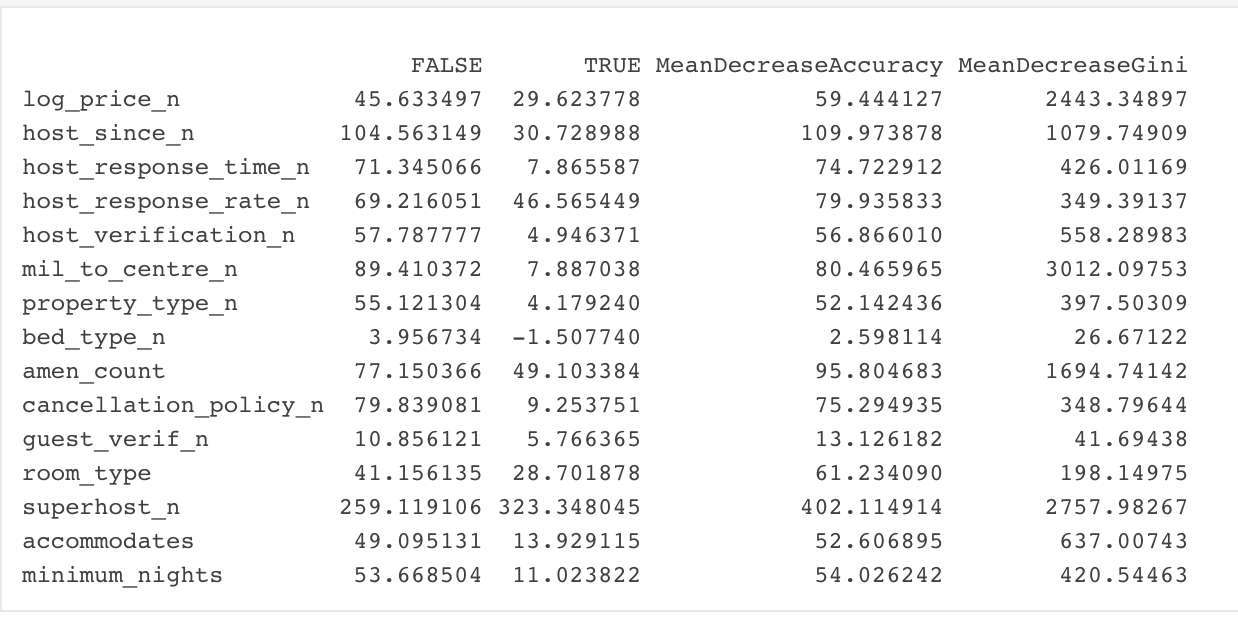 FALSE TRUE MeanDecreaseAccuracy MeanDecreaseGini
log_price_n 45.633497 29.623778 59.444127 2443.34897
host_since_n 104.563149 30.728988 109.973878 1079.74909
host_response_time_n 71.345066 7.865587 74.722912 426.01169
host_response_rate_n 69.216051 46.565449 79.935833 349.39137
host_verification_n 57.787777 4.946371 56.866010 558.28983
mil_to_centre_n 89.410372 7.887038 80.465965 3012.09753
property_type_n 55.121304 4.179240 52.142436 397.50309
bed_type_n 3.956734 -1.507740 2.598114 26.67122
amen_count 77.150366 49.103384 95.804683 1694.74142
cancellation_policy_n 79.839081 9.253751 75.294935 348.79644
guest_verif_n 10.856121 5.766365 13.126182 41.69438
room_type 41.156135 28.701878 61.234090 198.14975
superhost_n 259.119106 323.348045 402.114914 2757.98267
accommodates 49.095131 13.929115 52.606895 637.00743
minimum_nights 53.668504 11.023822 54.026242 420.54463